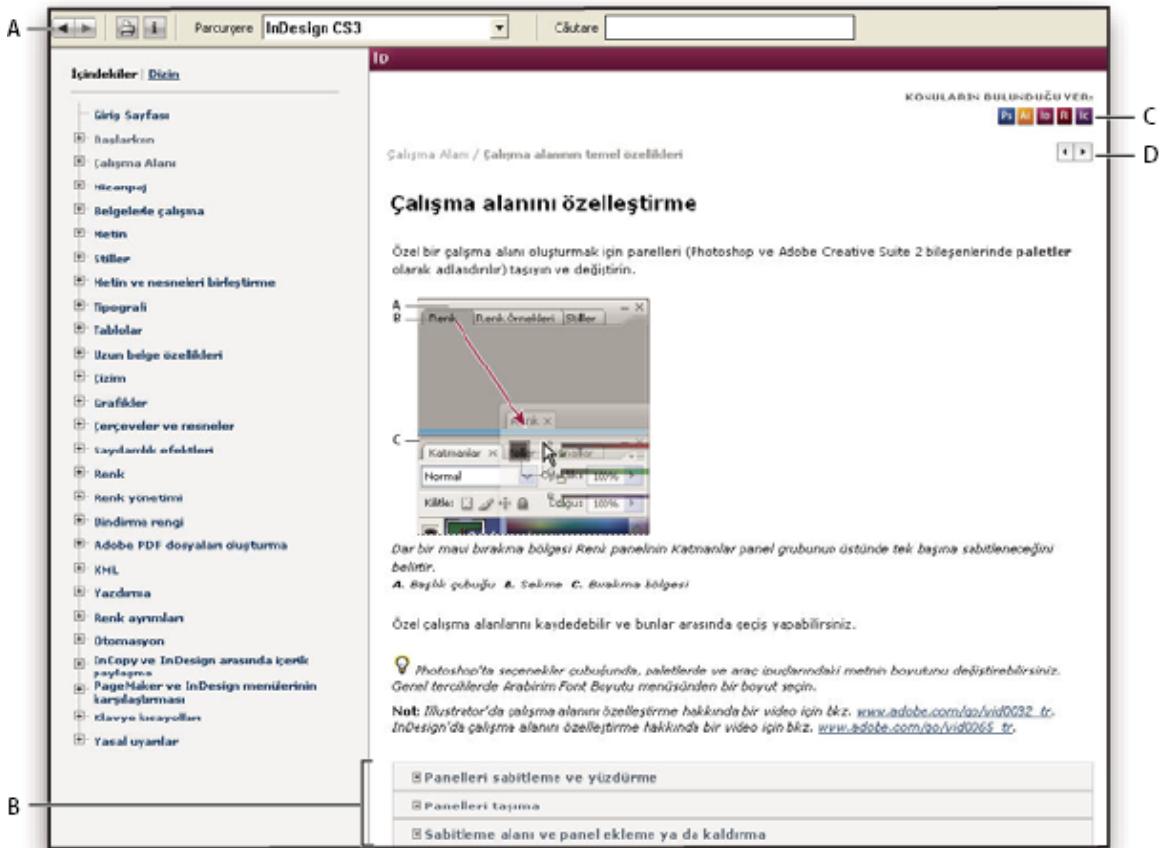 A
Parcurgere InDesign CS3 Căutare
İçindekiler | Dizin
Giriş Sayfası
Başlarken
Çalışma Alanı
Belgelerle çalışma
Metin
Stiller
Metin ve nesneleri birleştirme
Tipografi
Tablolar
Uzun belge özellikleri
Çizim
Grafikler
Çerçeveler ve nesneler
Saydamlık efektleri
Renk
Renk yönetimi
Bindirme rengi
Adobe PDF dosyaları oluşturma
XML
Yazdırma
Renk ayrımları
Otomasyon
InCopy ve InDesign arasında içerik
paylaşma
PageMaker ve InDesign menülerinin
karşılaştırması
Klavye kısayolları
Yasal uyarılar
B
ID
KONULARIN BULUNDUĞU YER:
Ps Ai ID Fl Ic
C
Çalışma Alanı / Çalışma alanının temel özellikleri
D
Çalışma alanını özelleştirme
Özel bir çalışma alanı oluşturmak için panelleri (Photoshop ve Adobe Creative Suite 2 bileşenlerinde paletler
olarak adlandırılır) taşıyın ve değiştirin.
A
B
Renk Renk Örnekleri Stiller
Renk
C
Katmanlar
Normal 100%
Kilitle: 100%
Dar bir mavi bırakma bölgesi Renk panelinin Katmanlar panel grubunun üstünde tek başına sabitleneceğini
belirtir.
A. Başlık çubuğu B. Sekme C. Bırakma bölgesi
Özel çalışma alanlarını kaydedebilir ve bunlar arasında geçiş yapabilirsiniz.
Photoshop'ta seçenekler çubuğunda, paletlerde ve araç ipuçlarındaki metnin boyutunu değiştirebilirsiniz.
Genel tercihlerde Arabirim Font Boyutu menüsünden bir boyut seçin.
Not: Illustrator'da çalışma alanını özelleştirme hakkında bir video için bkz. www.adobe.com/go/vid0032_tr.
InDesign'da çalışma alanını özelleştirme hakkında bir video için bkz. www.adobe.com/go/vid0065_tr.
Panelleri sabitleme ve yüzdürme
Panelleri taşıma
Sabitleme alanı ve panel ekleme ya da kaldırma